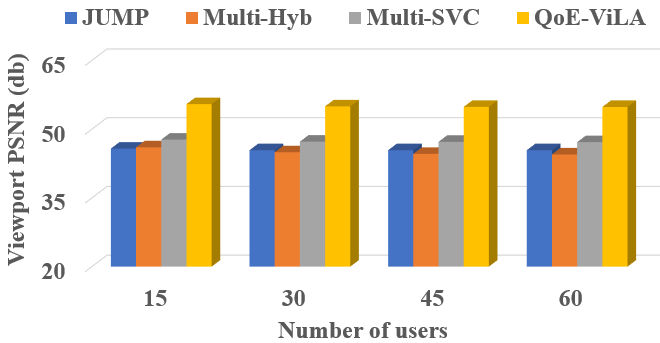 JUMP Multi-Hyb Multi-SVC QoE-ViLA
Viewport PSNR (db)
65
50
35
20
15 30 45 60
Number of users